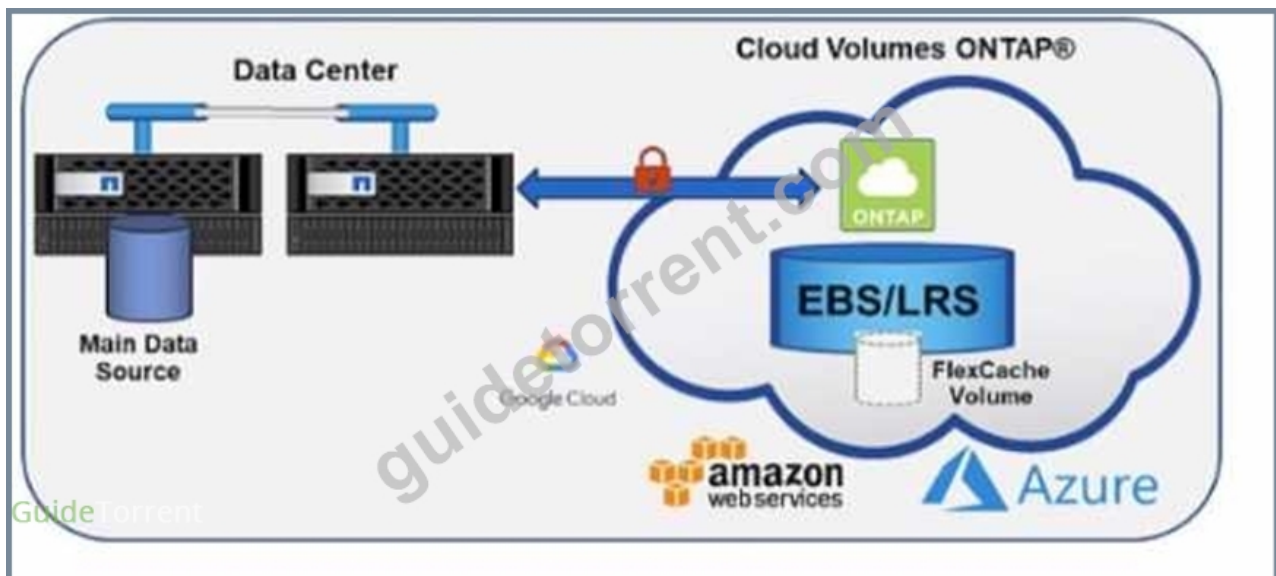 Data Center
Cloud Volumes ONTAP®
ONTAP
EBS/LRS
Main Data
Source
FlexCache
Volume
Google Cloud
amazon
webservices
Azure
guidetorrent.com
GuideTorrent